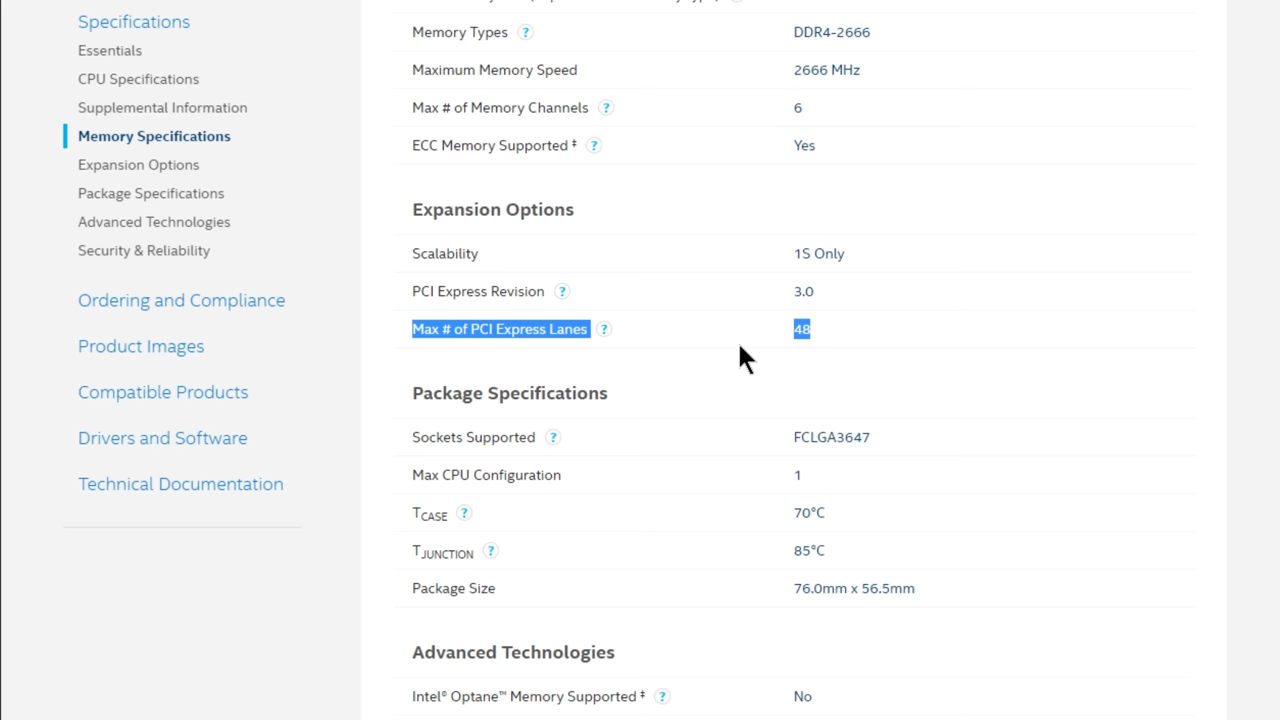 Specifications
Essentials
CPU Specifications
Supplemental Information
Memory Specifications
Expansion Options
Package Specifications
Advanced Technologies
Security & Reliability
Ordering and Compliance
Product Images
Compatible Products
Drivers and Software
Technical Documentation
Memory Types ? DDR4-2666
Maximum Memory Speed 2666 MHz
Max # of Memory Channels ? 6
ECC Memory Supported ‡ ? Yes
Expansion Options
Scalability 1S Only
PCI Express Revision ? 3.0
Max # of PCI Express Lanes ? 48
Package Specifications
Sockets Supported ? FCLGA3647
Max CPU Configuration 1
TCASE ? 70°C
TJUNCTION ? 85°C
Package Size 76.0mm x 56.5mm
Advanced Technologies
Intel® Optane™ Memory Supported ‡ ? No